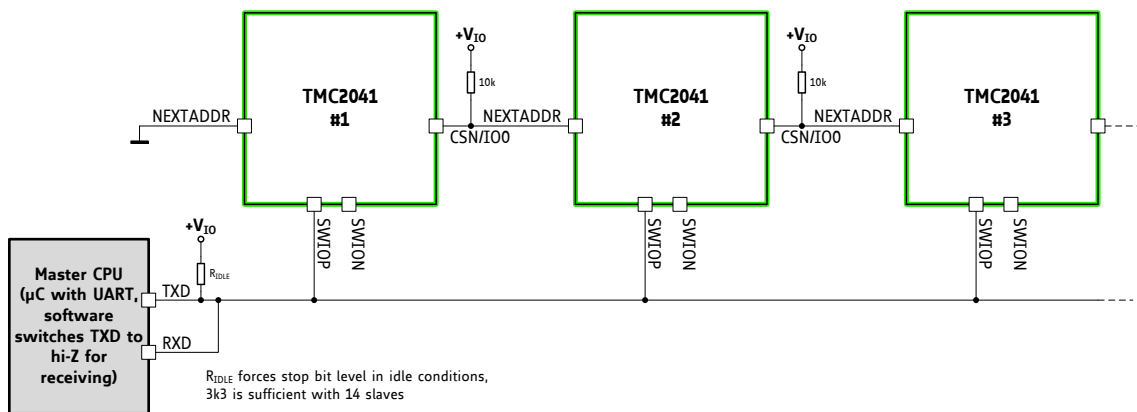 +VIO
+VIO
10k
10k
TMC2041
#1
TMC2041
#2
TMC2041
#3
NEXTADDR
CSN/IO0
NEXTADDR
CSN/IO0
NEXTADDR
SWIOP
SWION
SWIOP
SWION
SWIOP
SWION
+VIO
RIDLE
Master CPU
(µC with UART,
software
switches TXD to
hi-Z for
receiving)
TXD
RXD
RIDLE forces stop bit level in idle conditions,
3k3 is sufficient with 14 slaves